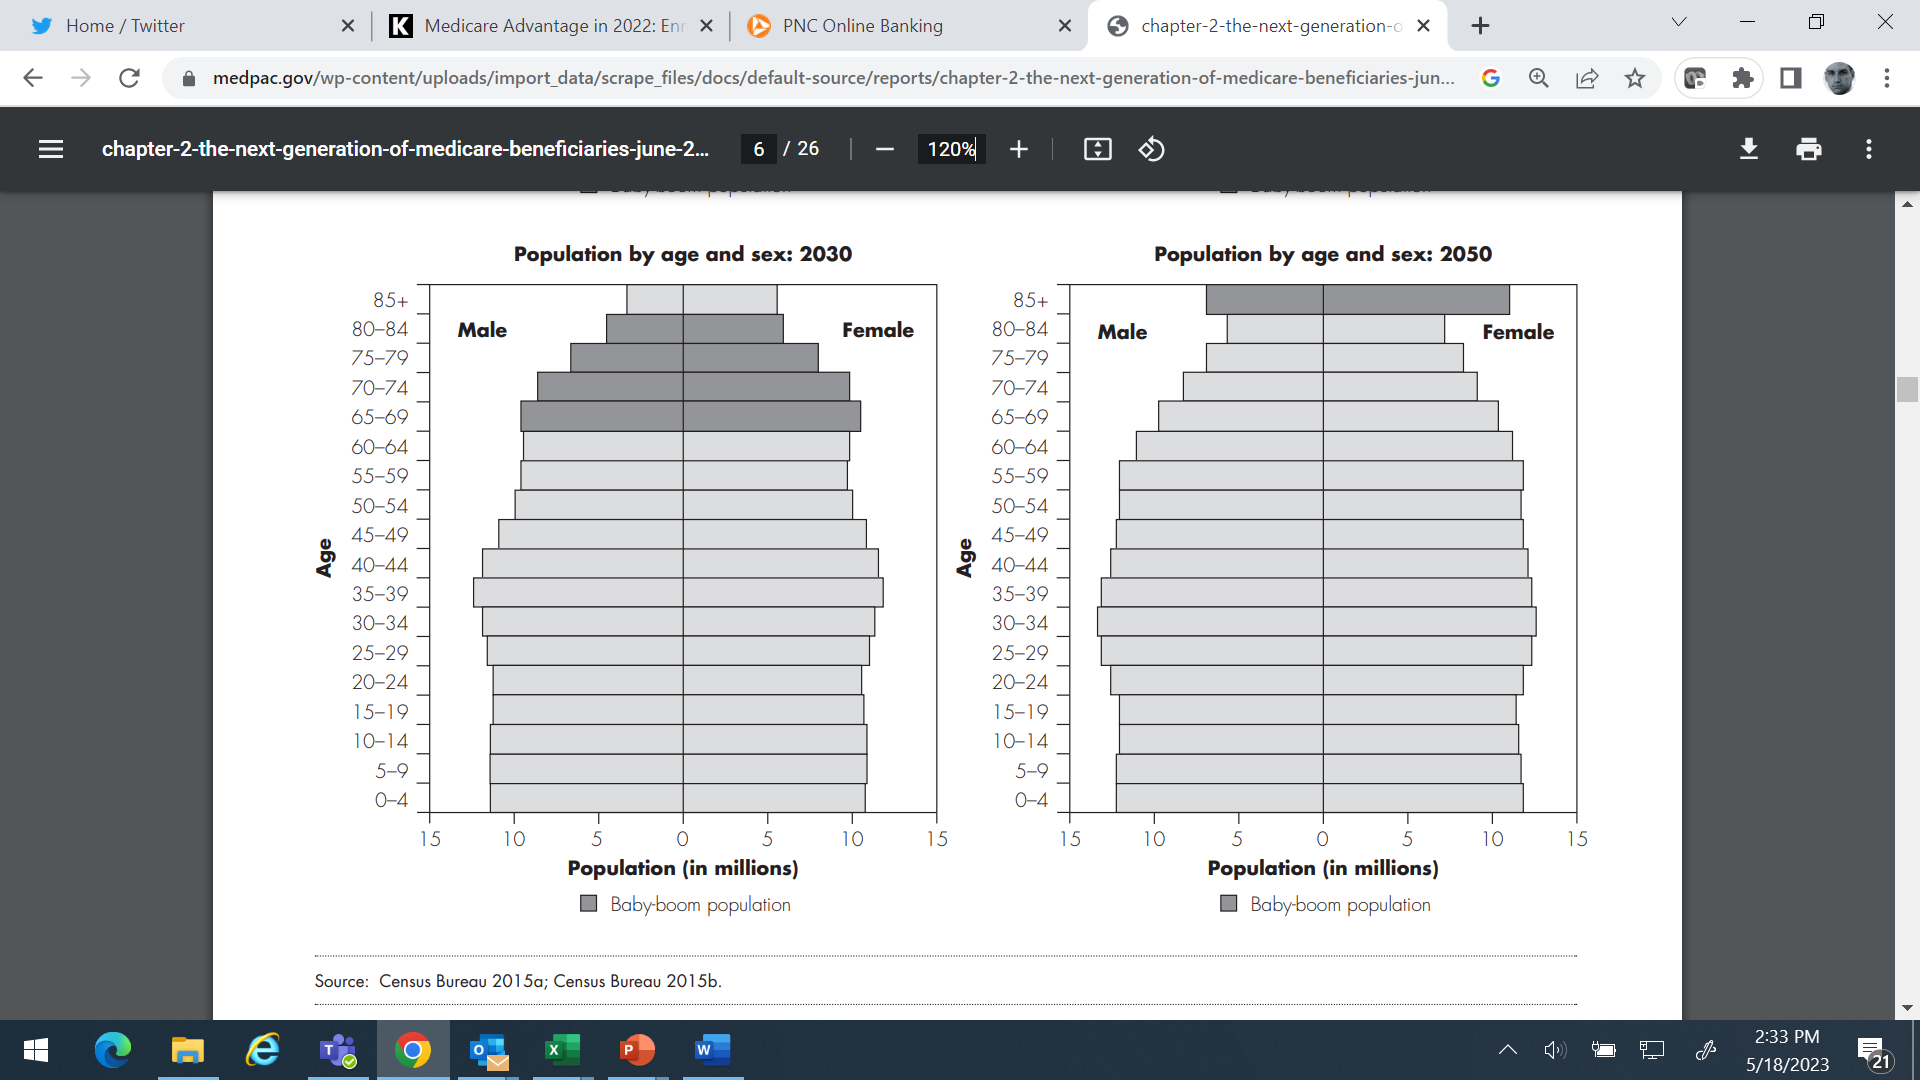 Home / Twitter
Medicare Advantage in 2022: Enr
PNC Online Banking
chapter-2-the-next-generation-o
medpac.gov/wp-content/uploads/import_data/scrape_files/docs/default-source/reports/chapter-2-the-next-generation-of-medicare-beneficiaries-jun...
chapter-2-the-next-generation-of-medicare-beneficiaries-june-2...
6 / 26
120%
Baby-boom population
Baby-boom population
Population by age and sex: 2030
85+
80–84
75–79
70–74
65–69
60–64
55–59
50–54
45–49
40–44
35–39
30–34
25–29
20–24
15–19
10–14
5–9
0–4
Age
Male
Female
15 10 5 0 5 10 15
Population (in millions)
Baby-boom population
Population by age and sex: 2050
85+
80–84
75–79
70–74
65–69
60–64
55–59
50–54
45–49
40–44
35–39
30–34
25–29
20–24
15–19
10–14
5–9
0–4
Age
Male
Female
15 10 5 0 5 10 15
Population (in millions)
Baby-boom population
Source: Census Bureau 2015a; Census Bureau 2015b.
2:33 PM
5/18/2023
21